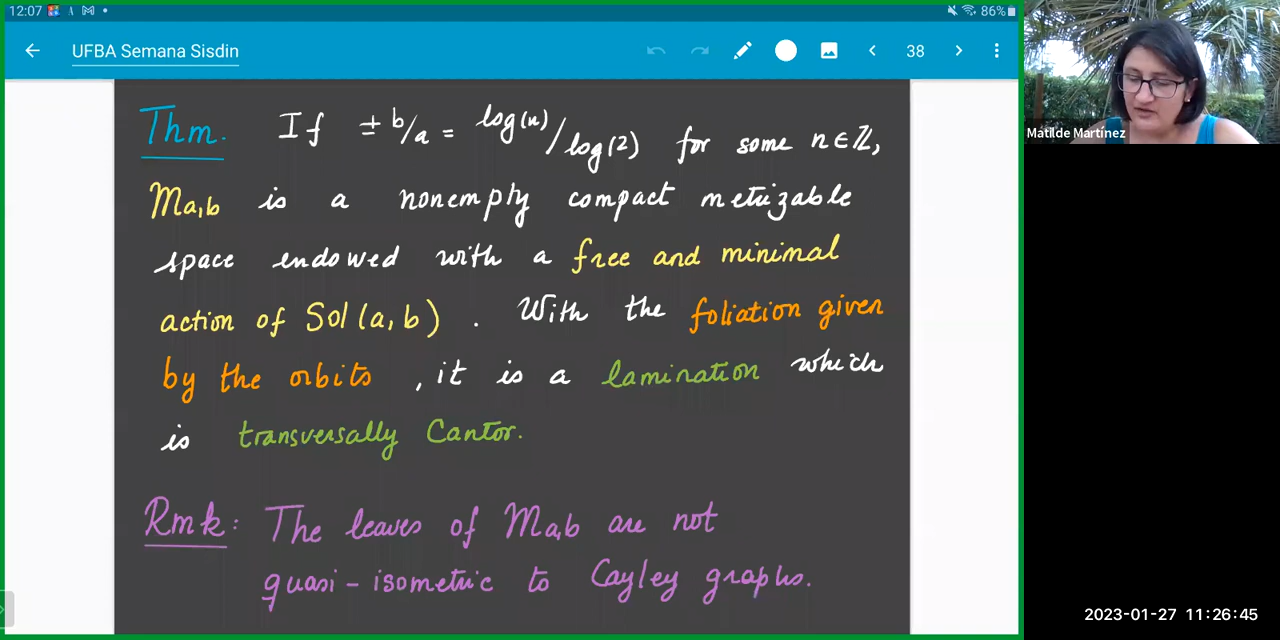 12:07
86%
UFBA Semana Sisdin
38
Thm. If ± b/a = log(n)/log(2) for some n ∈ ℤ,
Ma,b is a nonempty compact metrizable
space endowed with a free and minimal
action of Sol(a,b). With the foliation given
by the orbits, it is a lamination which
is transversally Cantor.
Rmk: The leaves of Ma,b are not
quasi-isometric to Cayley graphs.
Matilde Martínez
2023-01-27 11:26:45